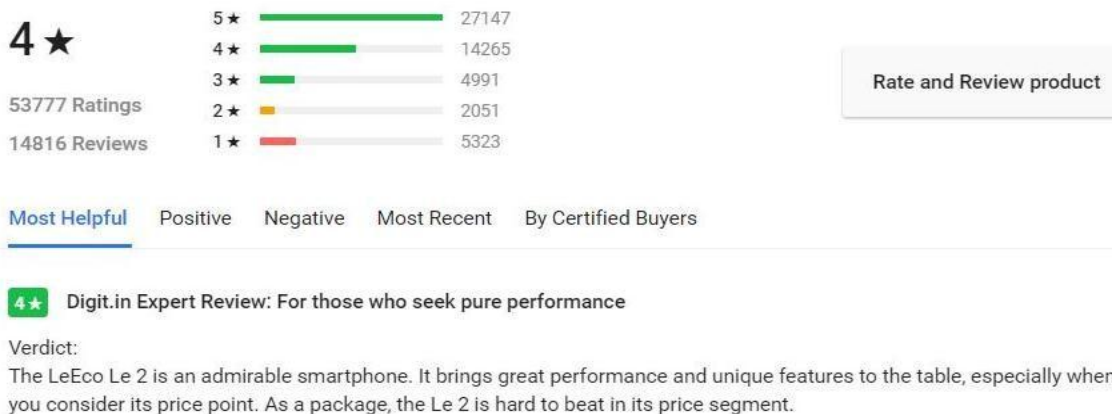 4 ★
53777 Ratings
14816 Reviews
5 ★ 27147
4 ★ 14265
3 ★ 4991
2 ★ 2051
1 ★ 5323
Rate and Review product
Most Helpful Positive Negative Most Recent By Certified Buyers
4 ★ Digit.in Expert Review: For those who seek pure performance
Verdict:
The LeEco Le 2 is an admirable smartphone. It brings great performance and unique features to the table, especially when
you consider its price point. As a package, the Le 2 is hard to beat in its price segment.